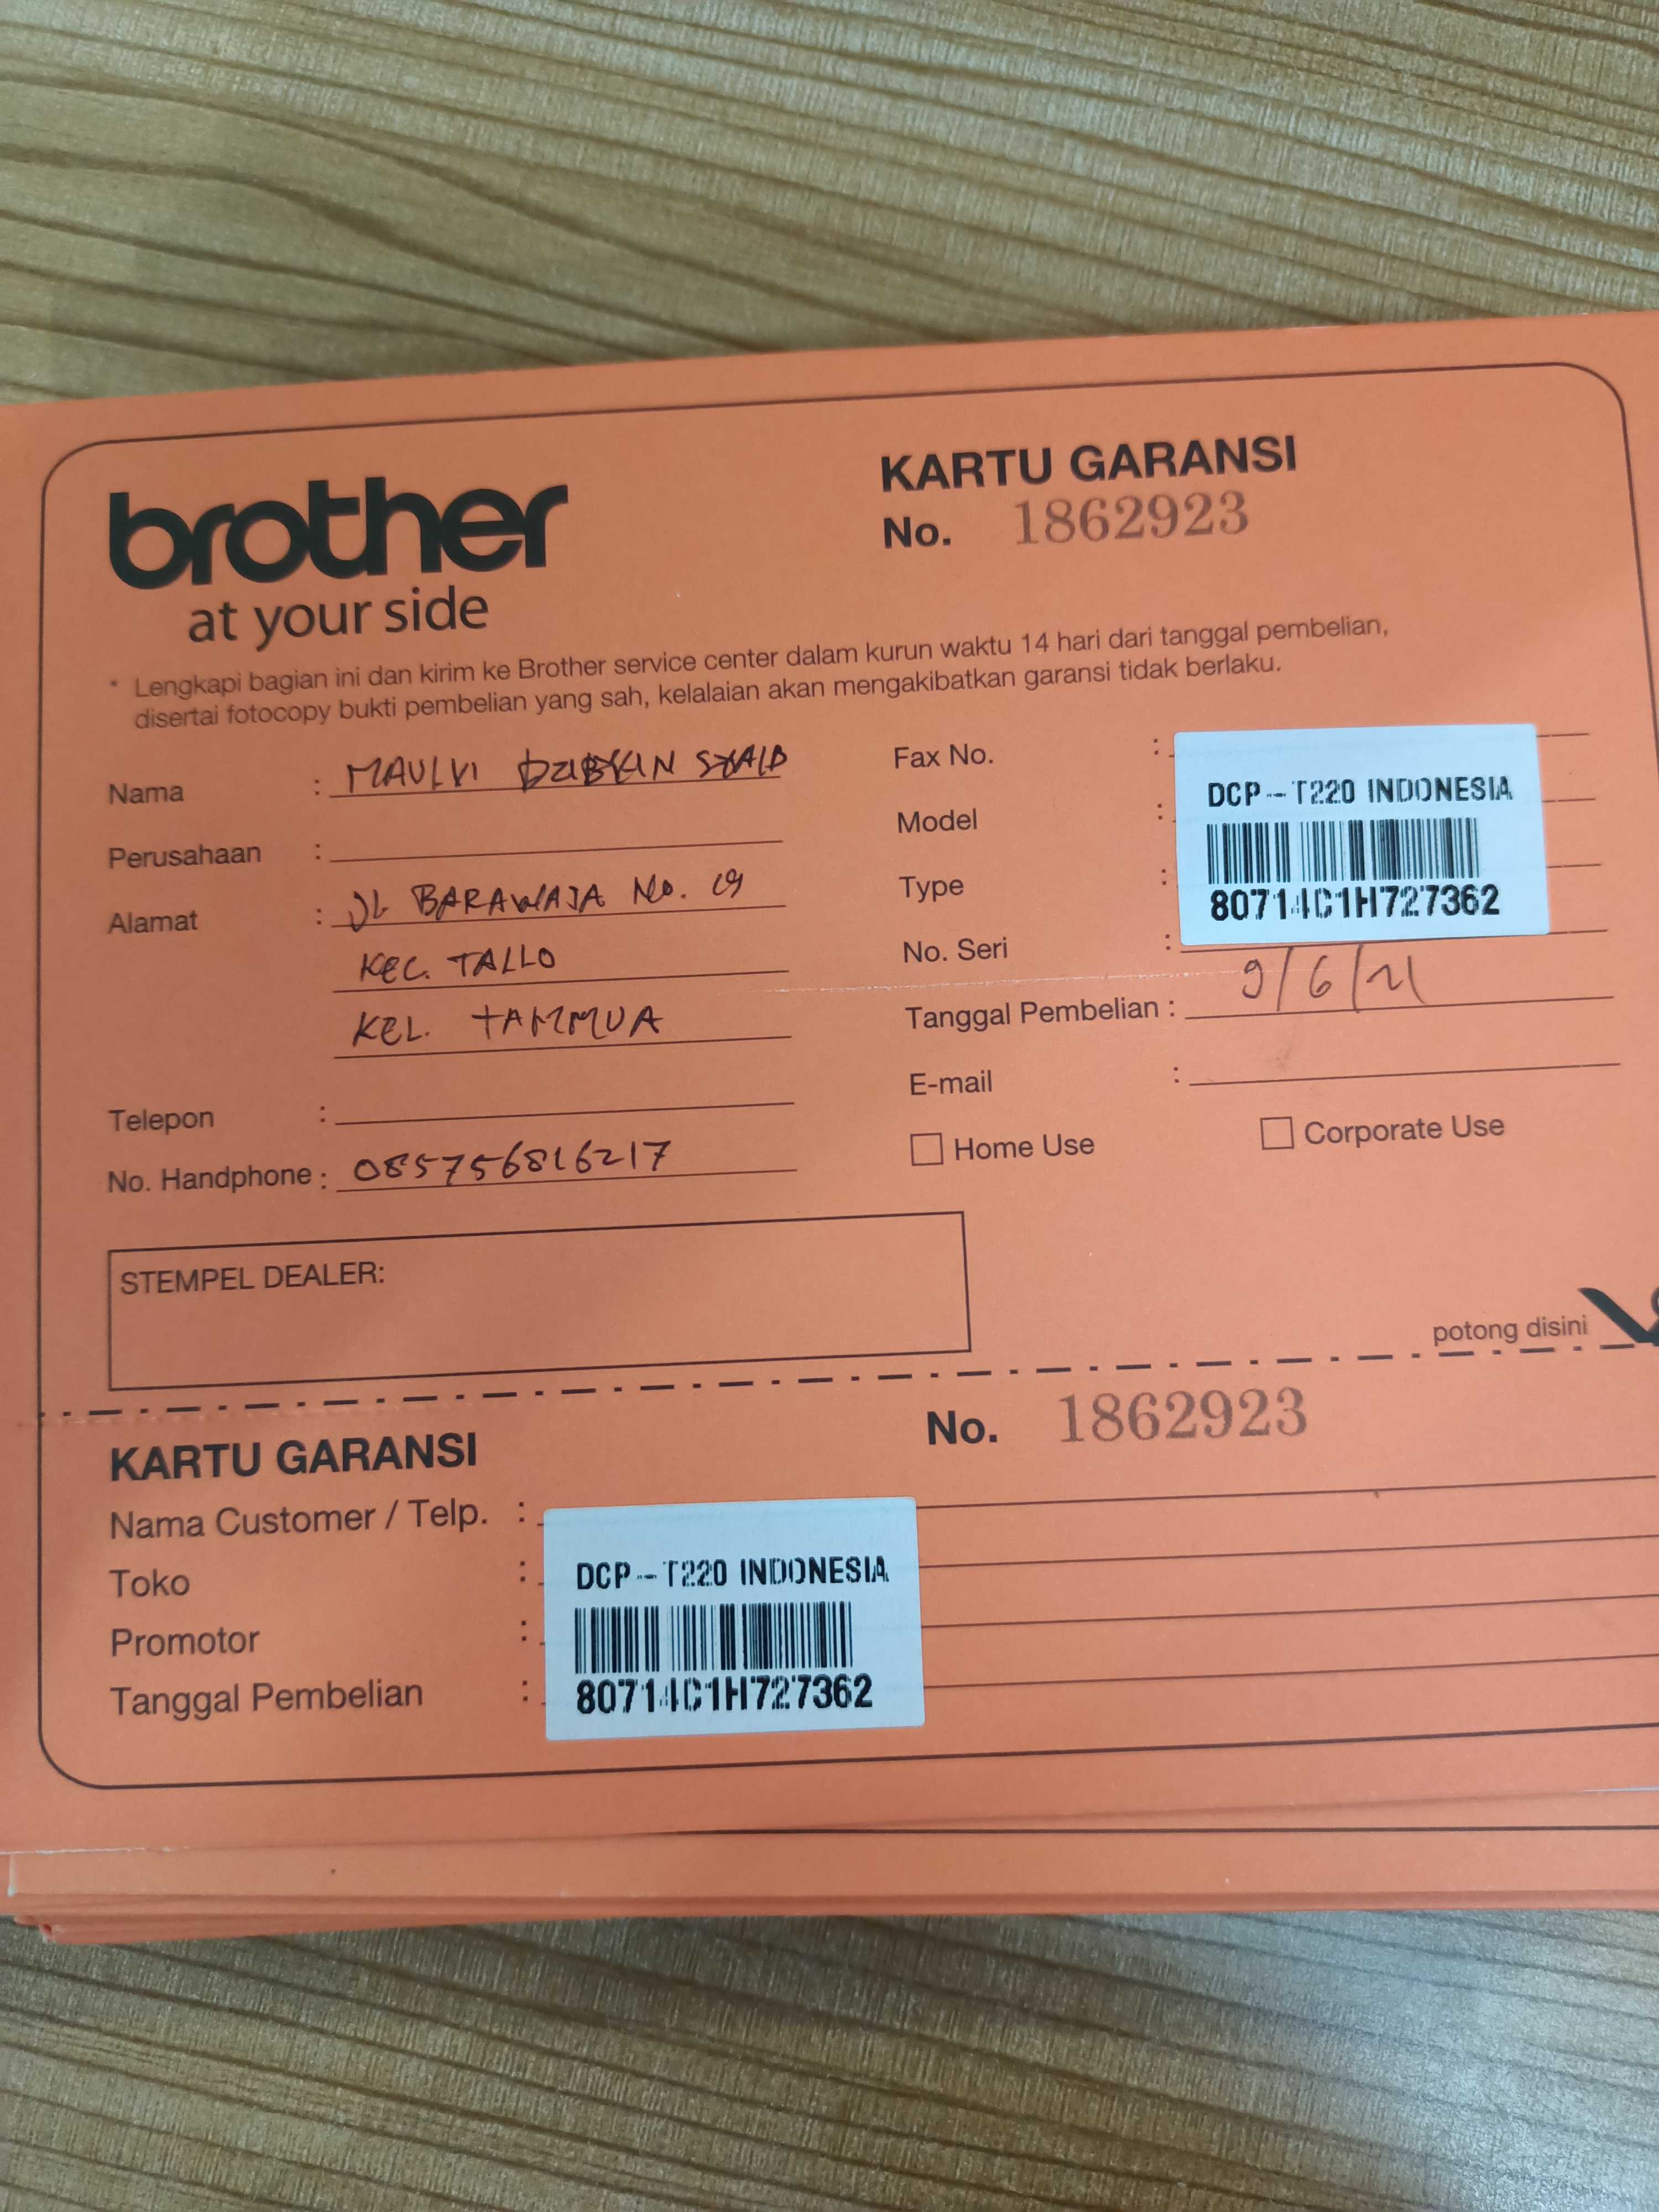 brother
at your side
KARTU GARANSI
No. 1862923
* Lengkapi bagian ini dan kirim ke Brother service center dalam kurun waktu 14 hari dari tanggal pembelian,
disertai fotocopy bukti pembelian yang sah, kelalaian akan mengakibatkan garansi tidak berlaku.
Nama : MAULVI
Perusahaan :
Alamat : JL BARAWAJA No. 19
KEC. TALLO
KEL. TAMMUA
Telepon :
No. Handphone : 085756816217
Fax No. :
Model :
Type :
No. Seri :
DCP-T220 INDONESIA
80714C1H727362
Tanggal Pembelian : 9/6/21
E-mail :
Home Use
Corporate Use
STEMPEL DEALER:
potong disini
KARTU GARANSI
No. 1862923
Nama Customer / Telp. :
Toko :
Promotor :
Tanggal Pembelian :
DCP-T220 INDONESIA
80714C1H727362